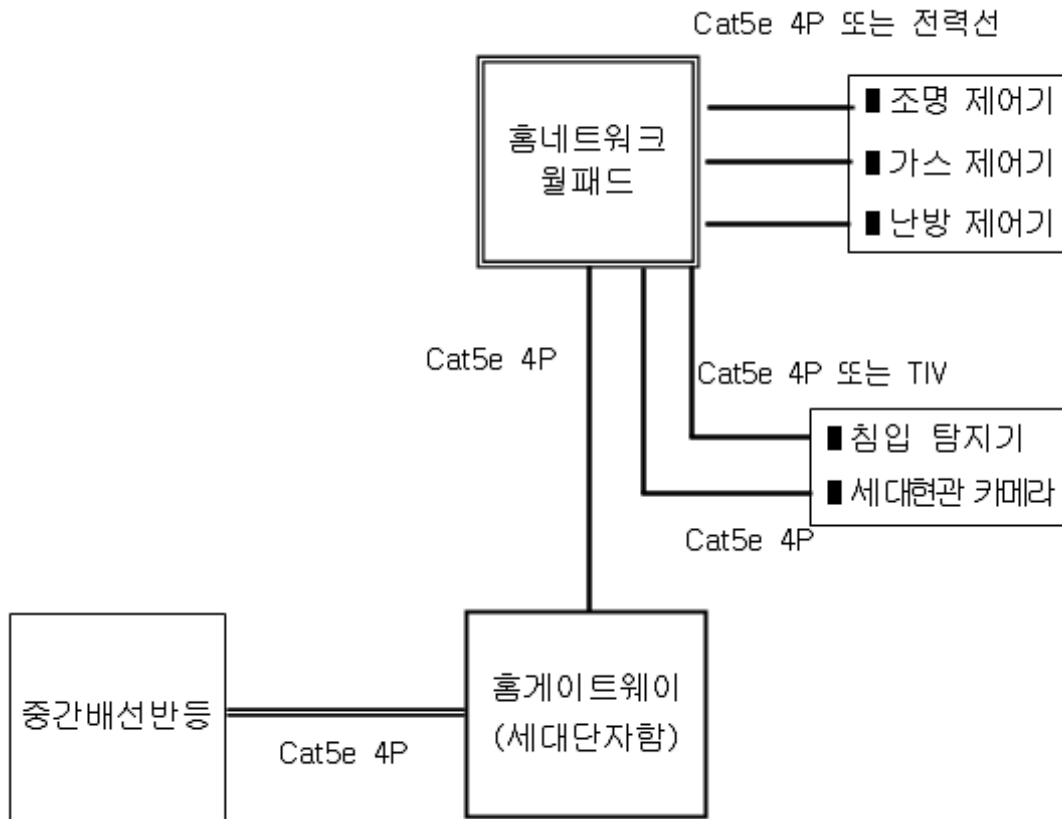 Cat5e 4P 또는 전력선
홈네트워크
월패드
■ 조명 제어기
■ 가스 제어기
■ 난방 제어기
Cat5e 4P
Cat5e 4P 또는 TIV
■ 침입 탐지기
■ 세대현관 카메라
Cat5e 4P
중간배선반등
Cat5e 4P
홈게이트웨이
(세대단자함)